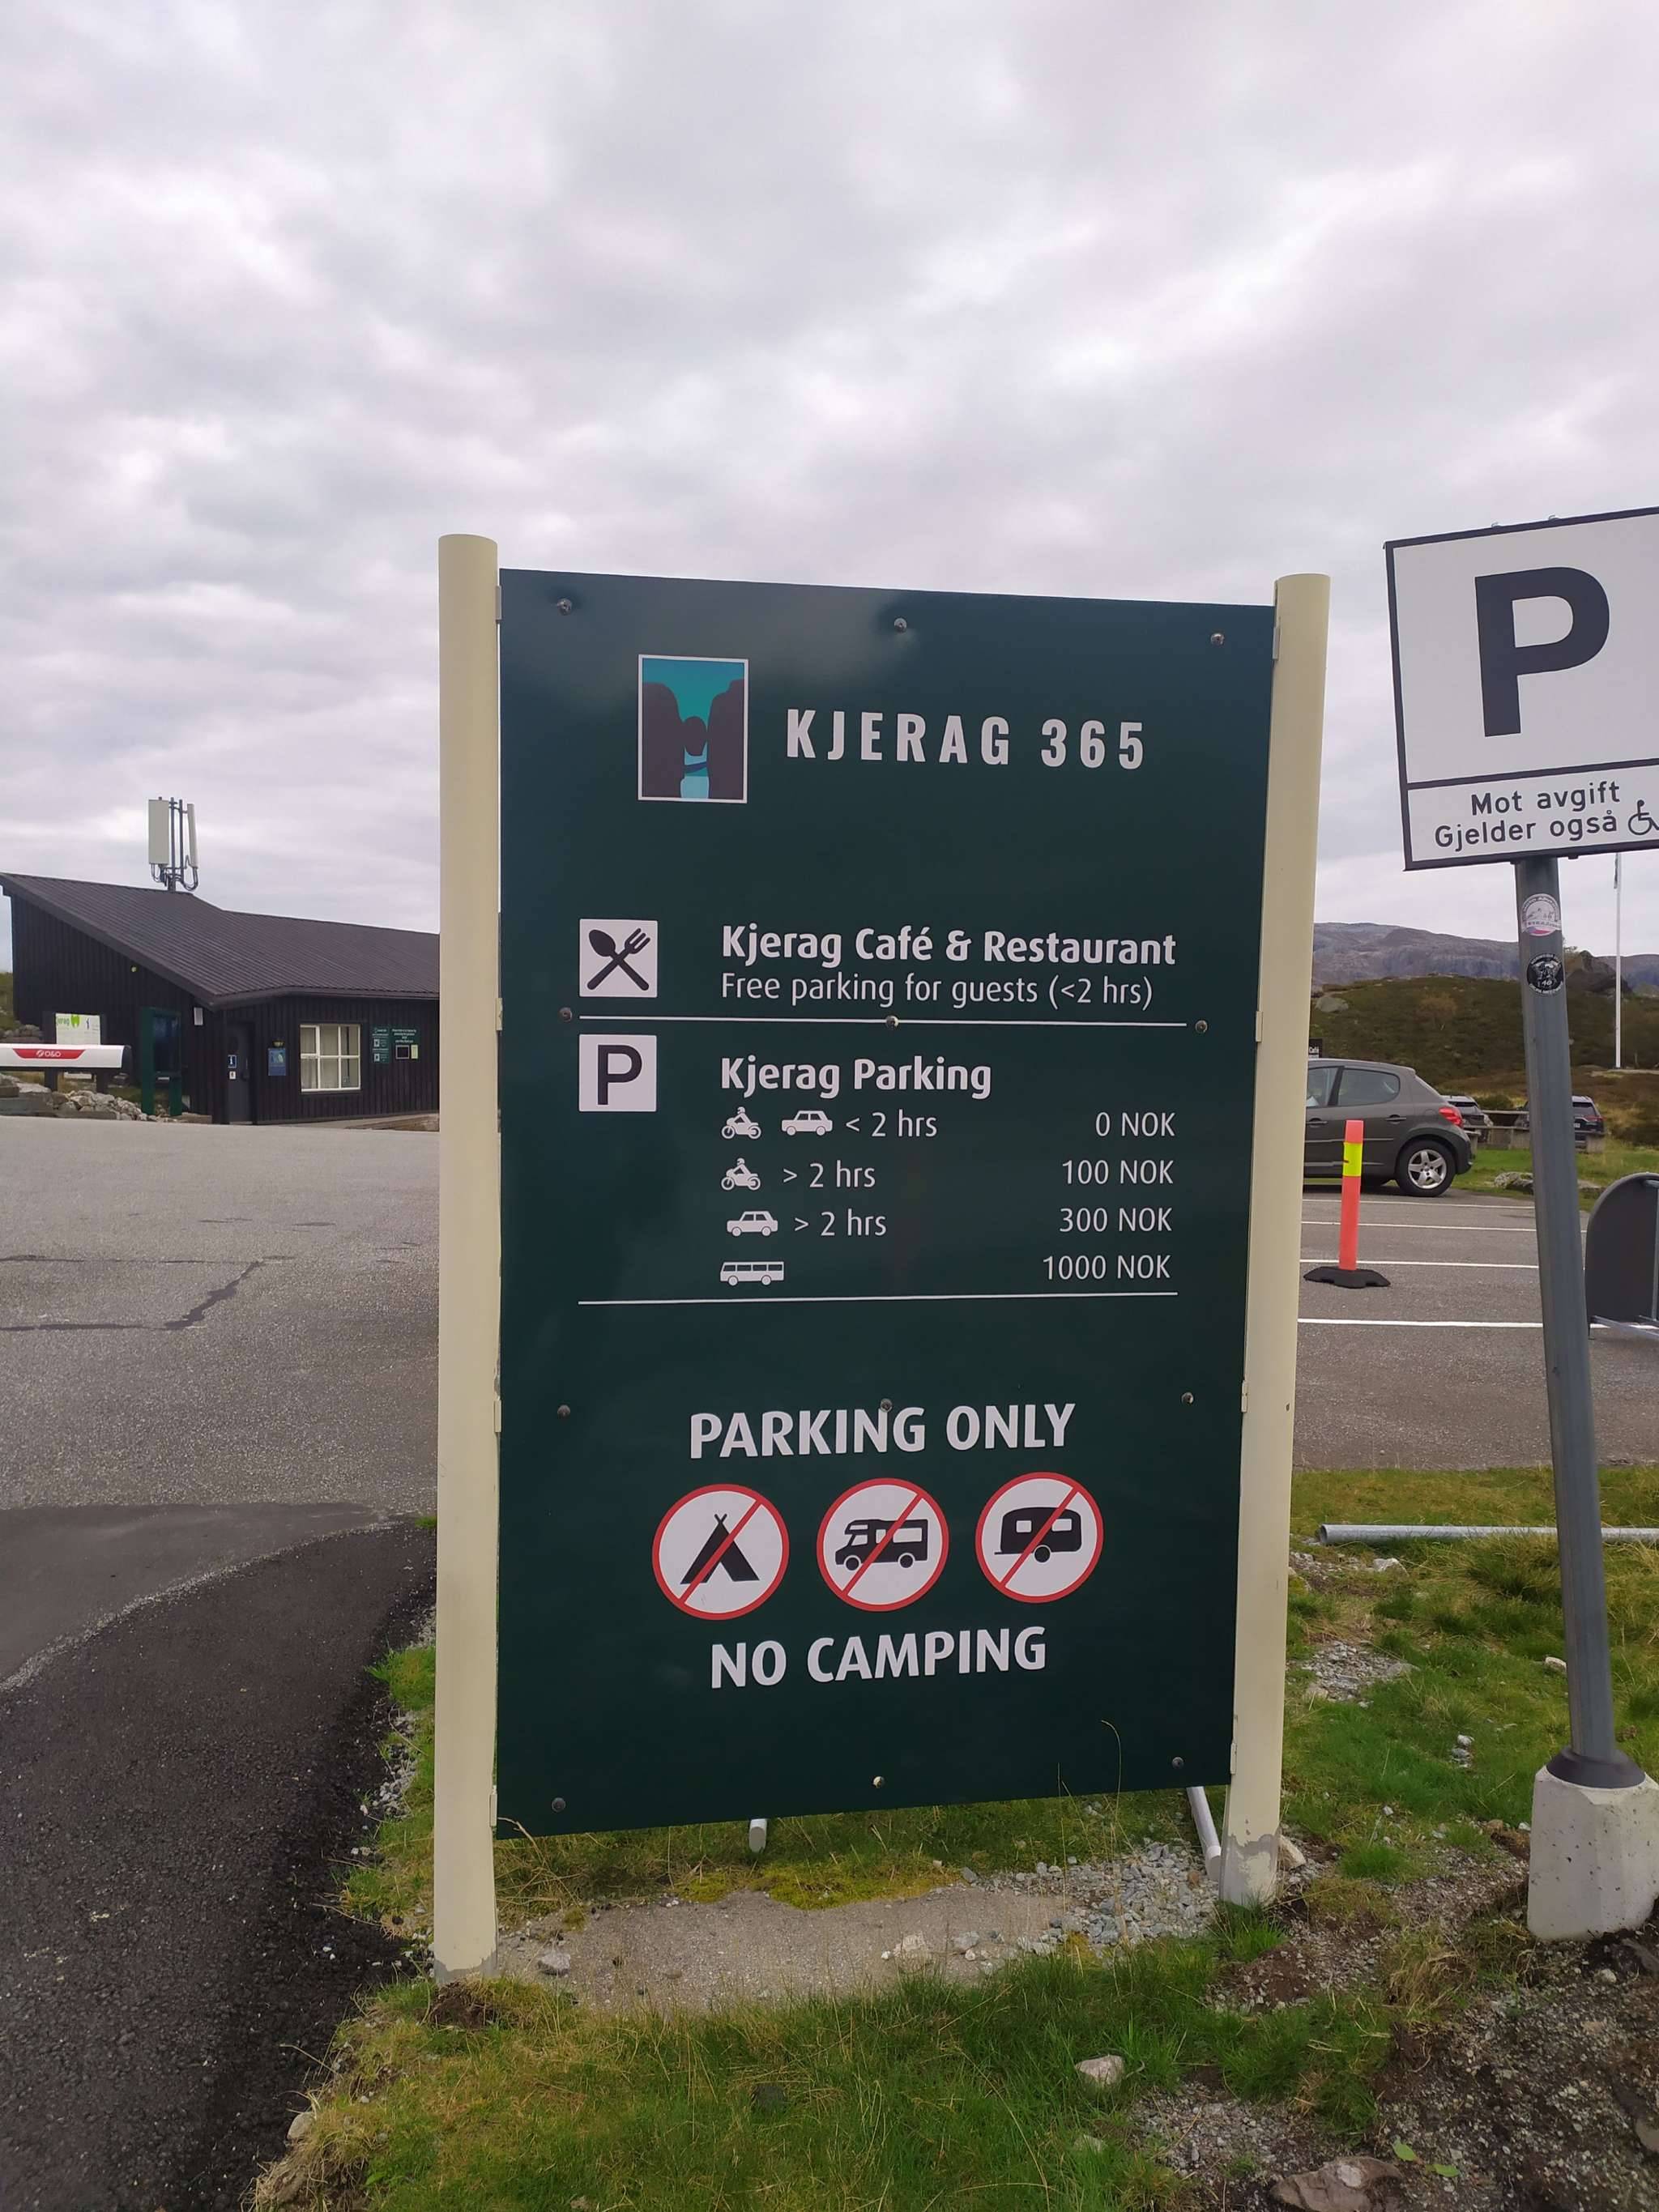 KJERAG 365
Kjerag Café & Restaurant
Free parking for guests (<2 hrs)
P
Kjerag Parking
< 2 hrs 0 NOK
> 2 hrs 100 NOK
> 2 hrs 300 NOK
1000 NOK
PARKING ONLY
NO CAMPING
P
Mot avgift
Gjelder også